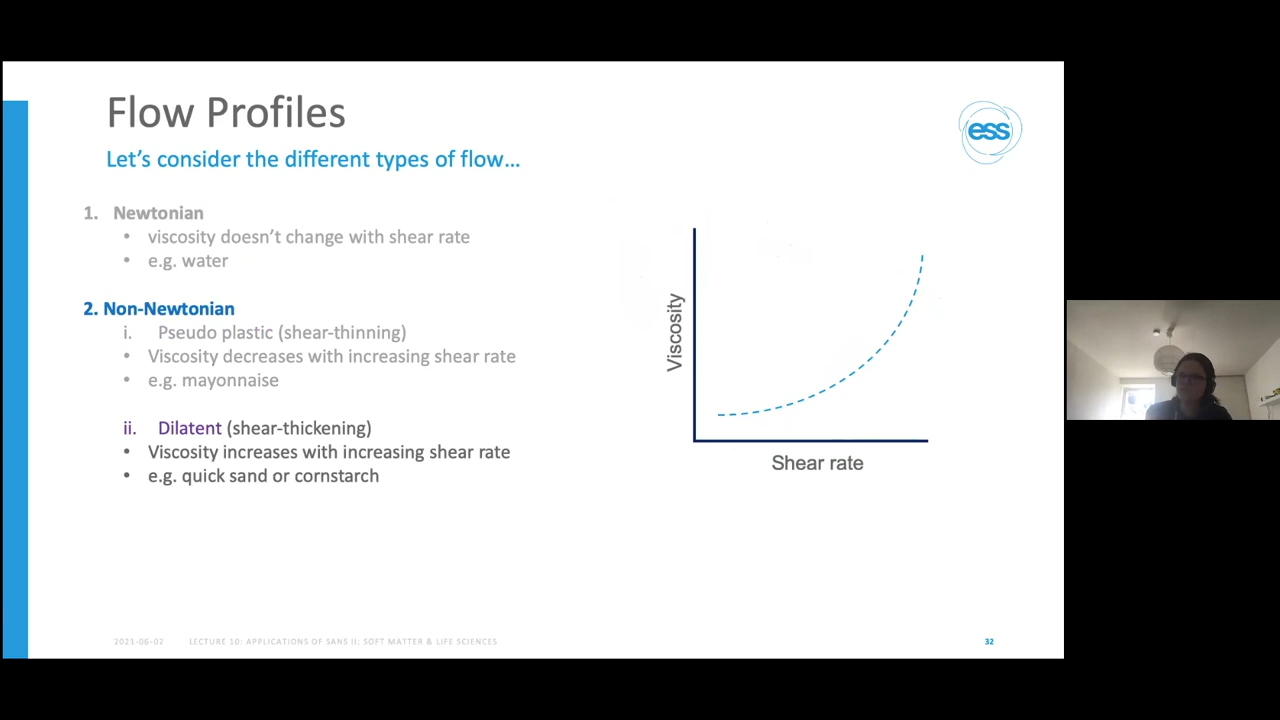 Flow Profiles
ess
Let's consider the different types of flow...
1. Newtonian
• viscosity doesn't change with shear rate
• e.g. water
2. Non-Newtonian
i. Pseudo plastic (shear-thinning)
• Viscosity decreases with increasing shear rate
• e.g. mayonnaise
ii. Dilatent (shear-thickening)
• Viscosity increases with increasing shear rate
• e.g. quick sand or cornstarch
Viscosity
Shear rate
2021-06-02 LECTURE 10: APPLICATIONS OF SANS II: SOFT MATTER & LIFE SCIENCES
32